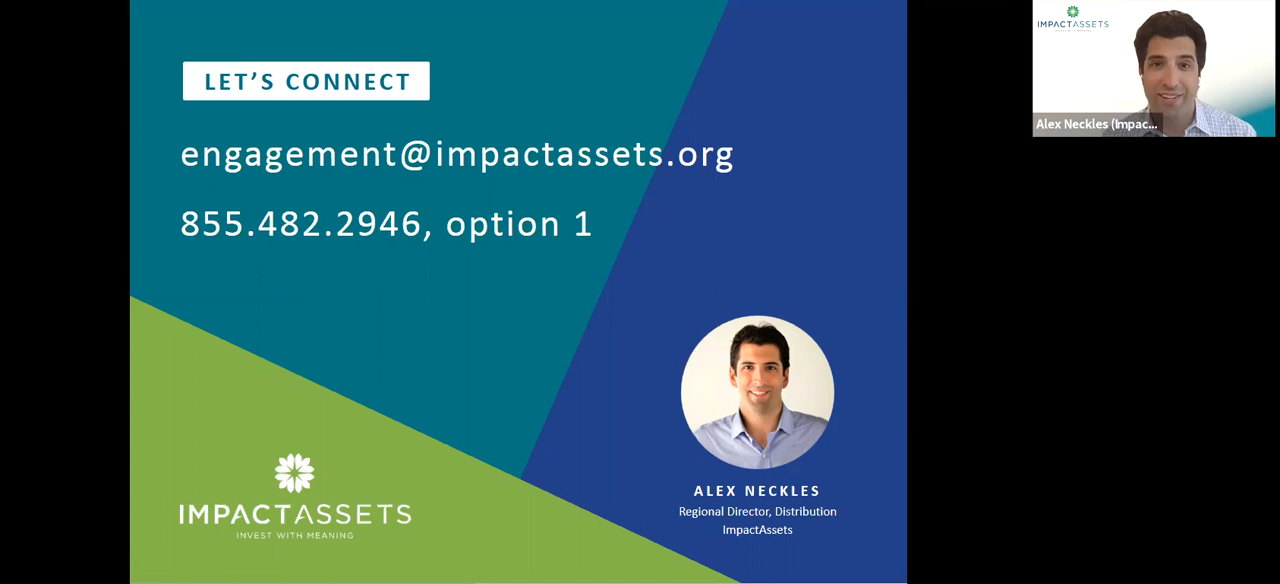 LET'S CONNECT
engagement@impactassets.org
855.482.2946, option 1
IMPACTASSETS
INVEST WITH MEANING
ALEX NECKLES
Regional Director, Distribution
ImpactAssets
IMPACTASSETS
Alex Neckles (Impac...